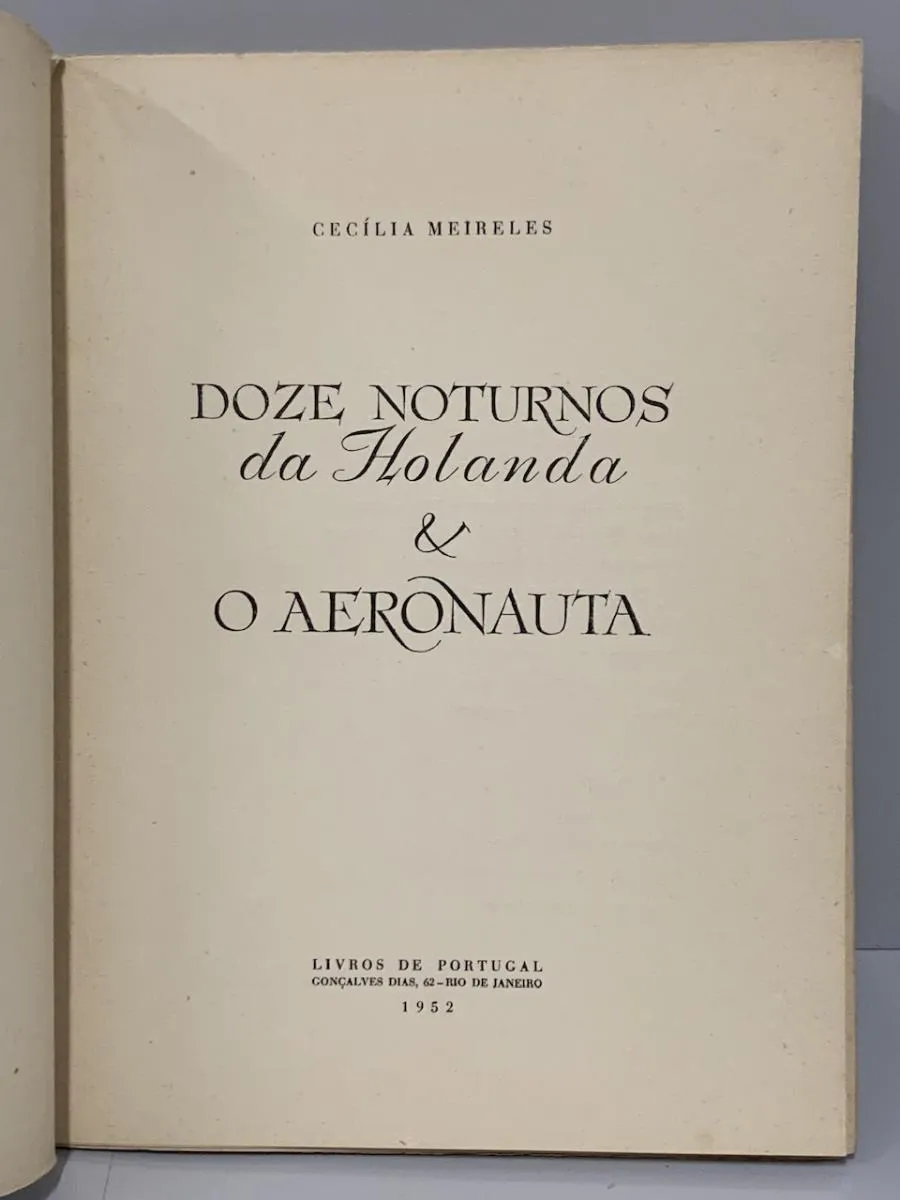 CECÍLIA MEIRELES
DOZE NOTURNOS
da Holanda
&
O AERONAUTA
LIVROS DE PORTUGAL
GONÇALVES DIAS, 62 – RIO DE JANEIRO
1952